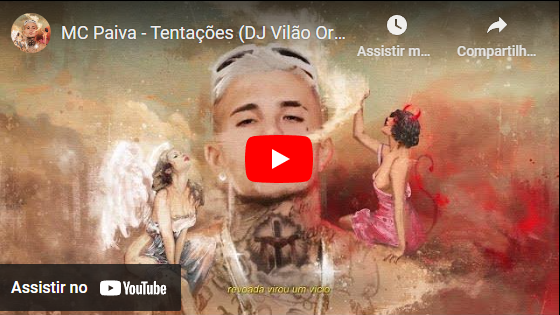 MC Paiva - Tentações (DJ Vilão Or...
Assistir m...
Compartilh...
revoada virou um vício
Assistir no YouTube